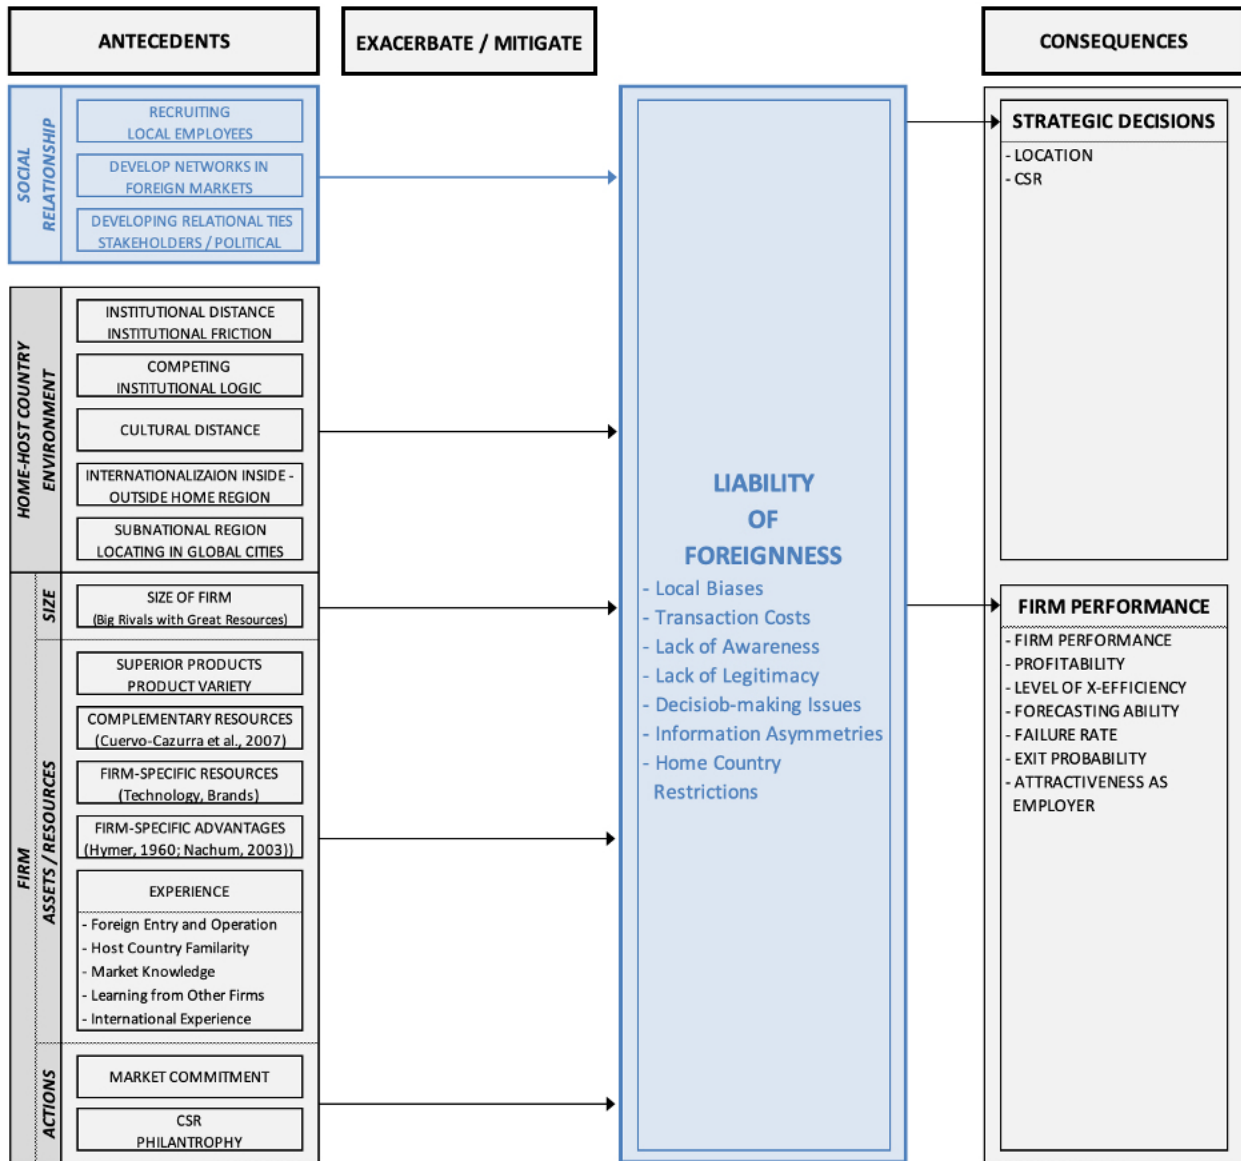 ANTECEDENTS
EXACERBATE / MITIGATE
CONSEQUENCES
SOCIAL
RELATIONSHIP
RECRUITING
LOCAL EMPLOYEES
DEVELOP NETWORKS IN
FOREIGN MARKETS
DEVELOPING RELATIONAL TIES
STAKEHOLDERS / POLITICAL
HOME-HOST COUNTRY
ENVIRONMENT
INSTITUTIONAL DISTANCE
INSTITUTIONAL FRICTION
COMPETING
INSTITUTIONAL LOGIC
CULTURAL DISTANCE
INTERNATIONALIZAION INSIDE -
OUTSIDE HOME REGION
SUBNATIONAL REGION
LOCATING IN GLOBAL CITIES
FIRM
SIZE
SIZE OF FIRM
(Big Rivals with Great Resources)
ASSETS / RESOURCES
SUPERIOR PRODUCTS
PRODUCT VARIETY
COMPLEMENTARY RESOURCES
(Cuervo-Cazurra et al., 2007)
FIRM-SPECIFIC RESOURCES
(Technology, Brands)
FIRM-SPECIFIC ADVANTAGES
(Hymer, 1960; Nachum, 2003))
EXPERIENCE
- Foreign Entry and Operation
- Host Country Familarity
- Market Knowledge
- Learning from Other Firms
- International Experience
ACTIONS
MARKET COMMITMENT
CSR
PHILANTROPHY
LIABILITY
OF
FOREIGNNESS
- Local Biases
- Transaction Costs
- Lack of Awareness
- Lack of Legitimacy
- Decisiob-making Issues
- Information Asymmetries
- Home Country
Restrictions
STRATEGIC DECISIONS
- LOCATION
- CSR
FIRM PERFORMANCE
- FIRM PERFORMANCE
- PROFITABILITY
- LEVEL OF X-EFFICIENCY
- FORECASTING ABILITY
- FAILURE RATE
- EXIT PROBABILITY
- ATTRACTIVENESS AS
EMPLOYER